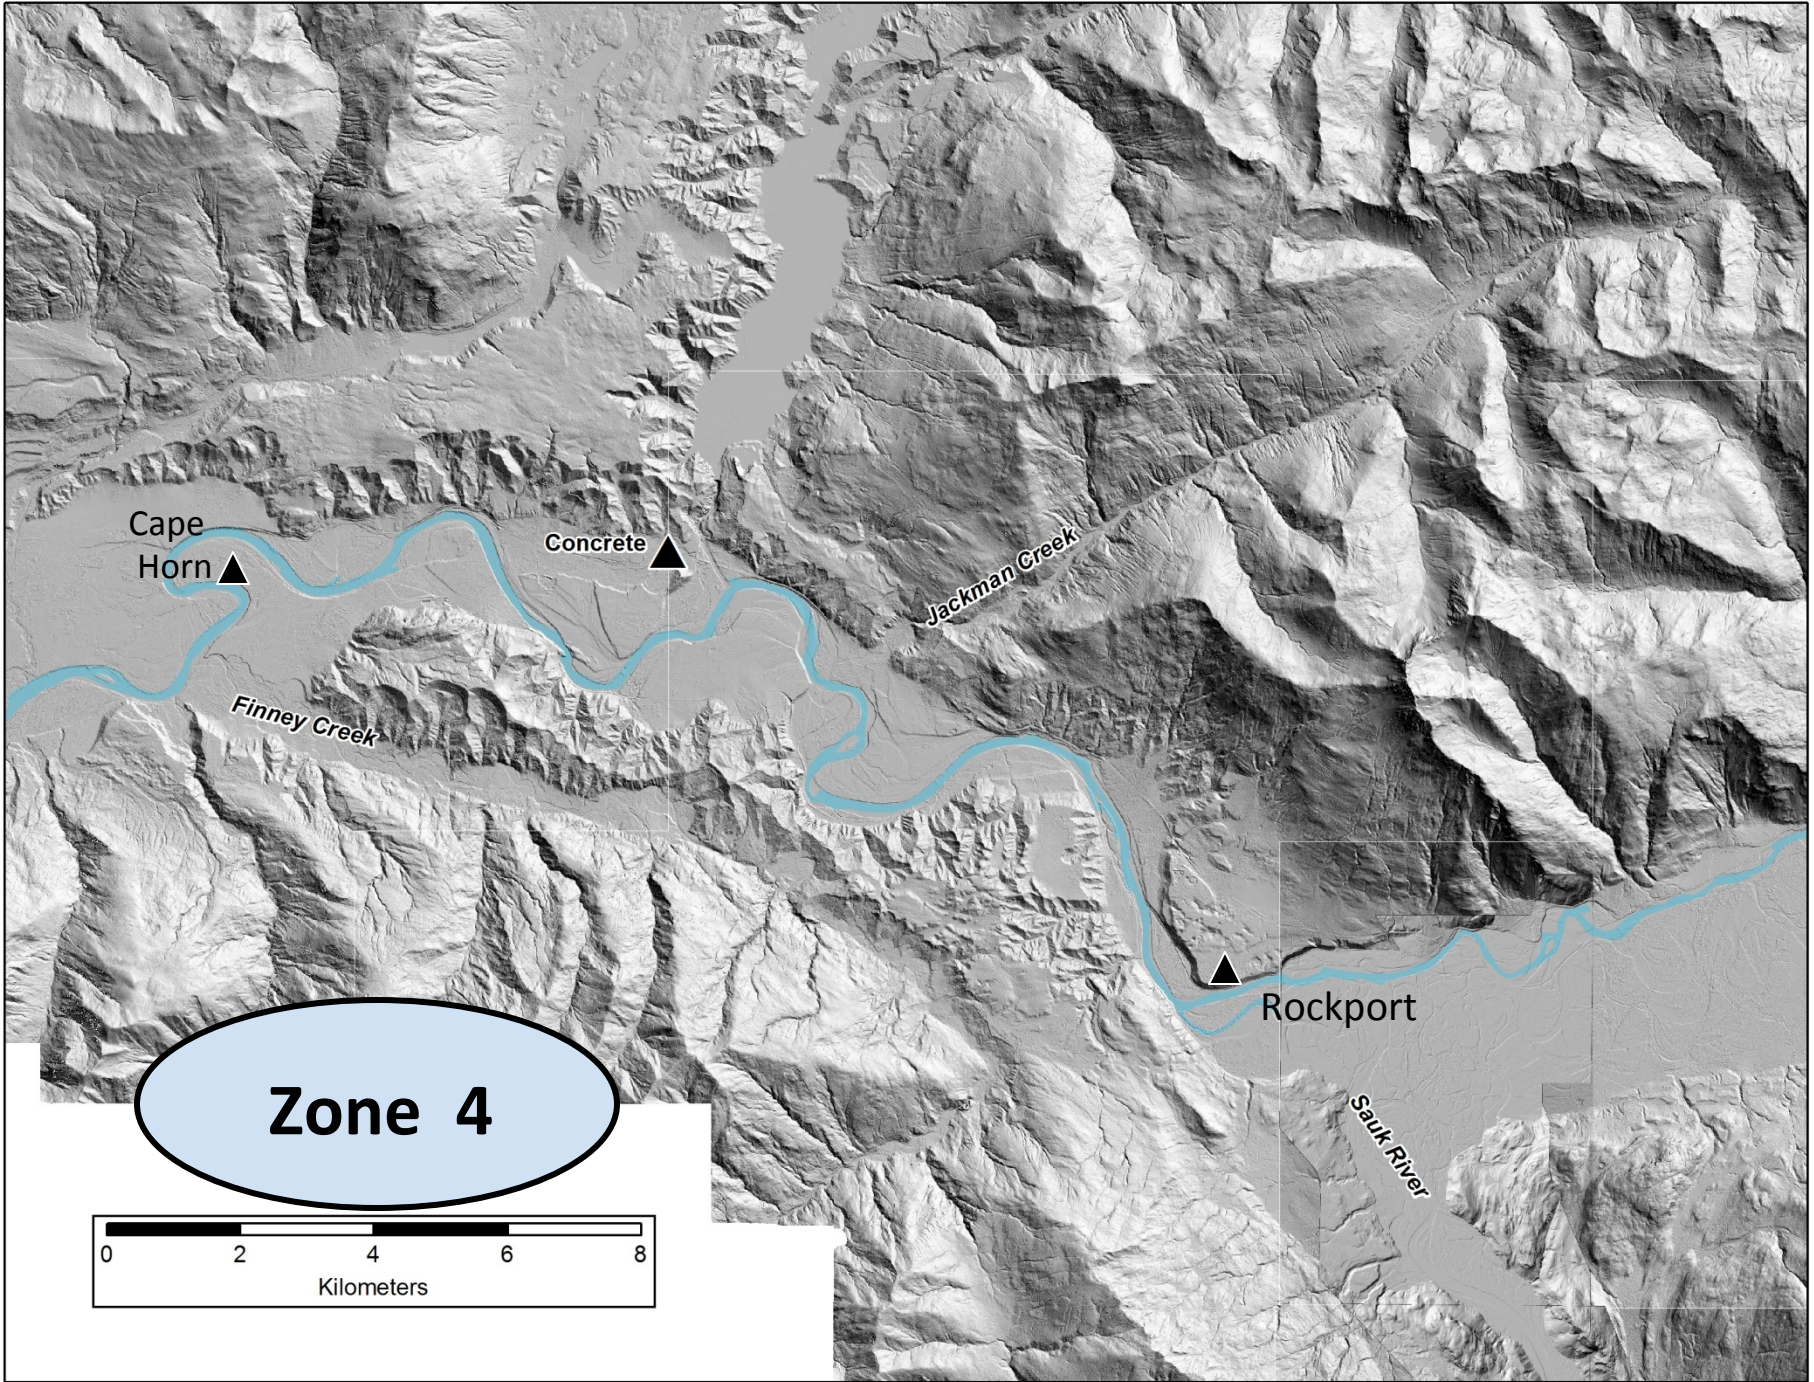 Cape
Horn
Concrete
Jackman Creek
Finney Creek
Rockport
Sauk River
Zone 4
0 2 4 6 8
Kilometers